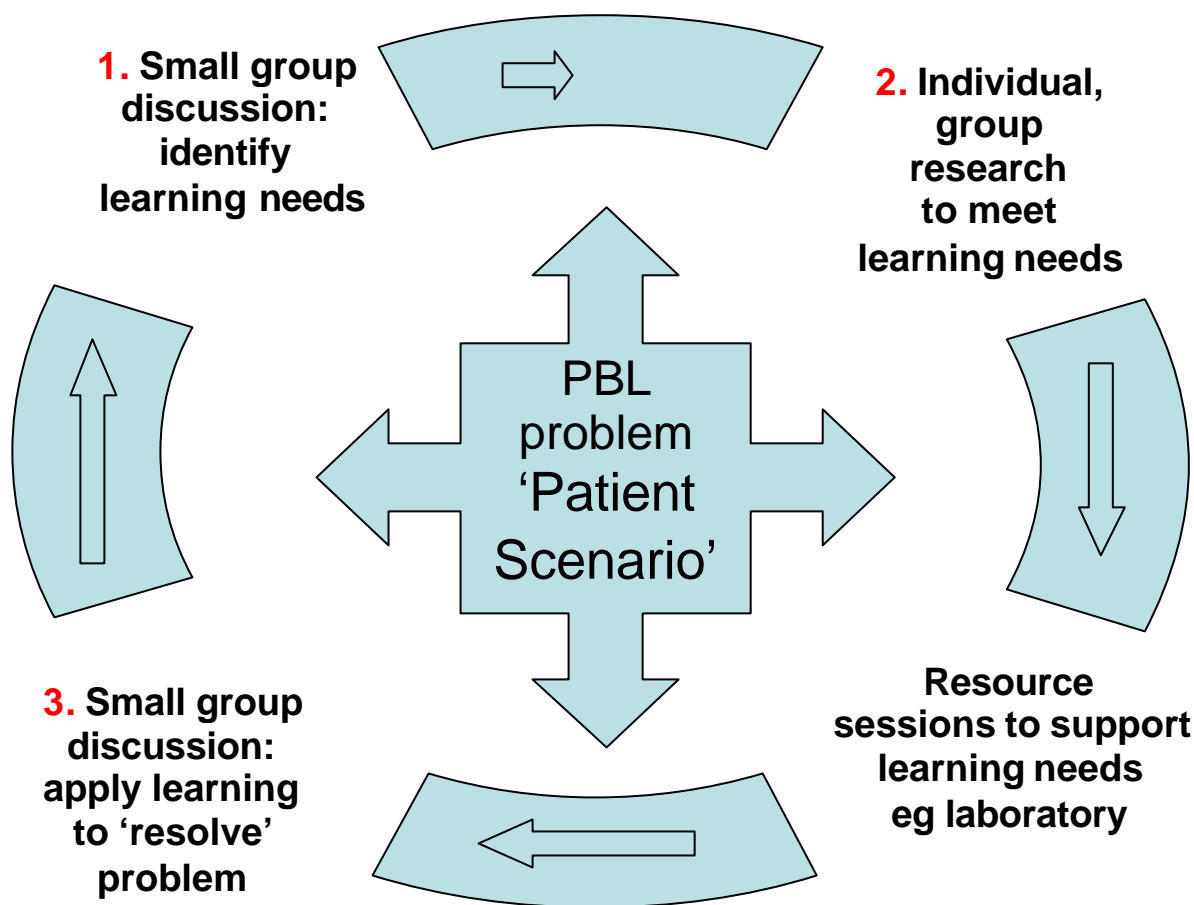 1. Small group
discussion:
identify
learning needs
2. Individual,
group
research
to meet
learning needs
PBL
problem
‘Patient
Scenario’
Resource
sessions to support
learning needs
eg laboratory
3. Small group
discussion:
apply learning
to ‘resolve’
problem